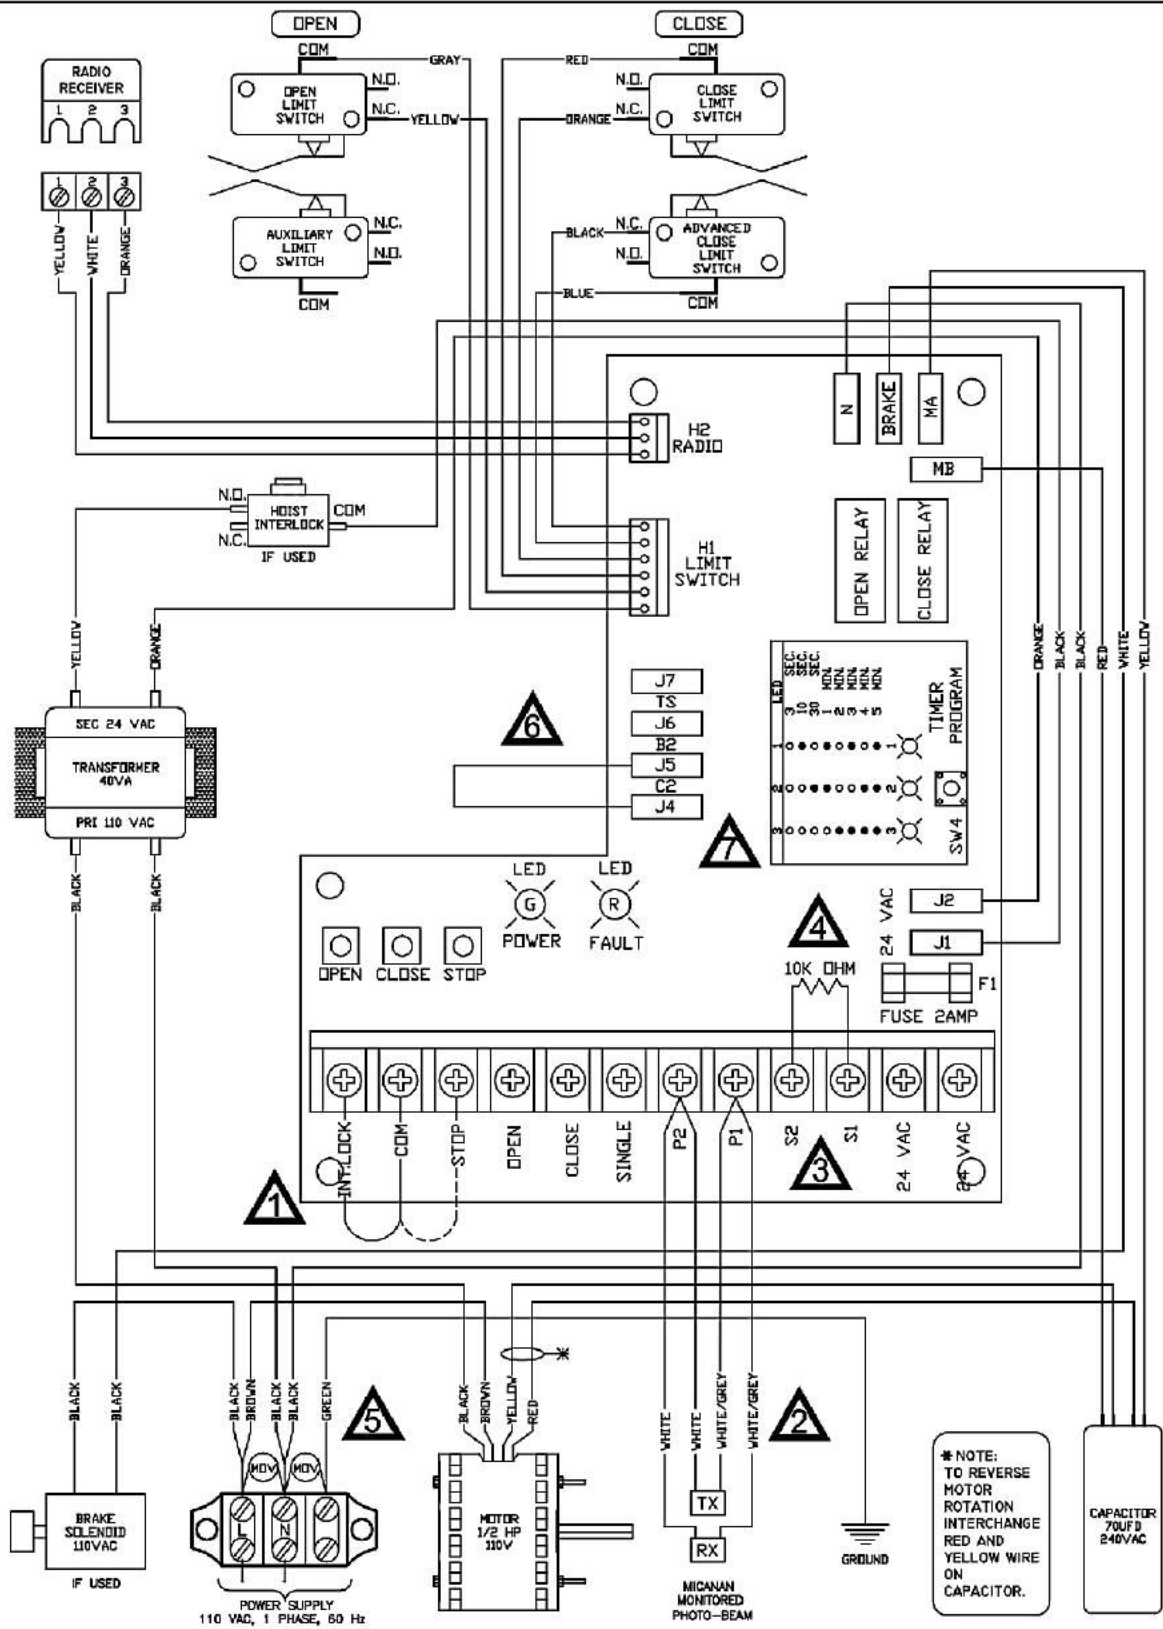 OPEN
CLOSE
COM
COM
GRAY
RED
RADIO
RECEIVER
1 2 3
OPEN
LIMIT
SWITCH
N.O.
N.C.
YELLOW
ORANGE
N.O.
N.C.
CLOSE
LIMIT
SWITCH
1 2 3
YELLOW
WHITE
ORANGE
AUXILIARY
LIMIT
SWITCH
N.C.
N.O.
COM
BLACK
BLUE
N.C.
N.O.
ADVANCED
CLOSE
LIMIT
SWITCH
COM
N
BRAKE
MA
MB
H2
RADIO
N.O.
HOIST
INTERLOCK
COM
N.C.
IF USED
H1
LIMIT
SWITCH
OPEN RELAY
CLOSE RELAY
YELLOW
ORANGE
ORANGE
BLACK
BLACK
RED
WHITE
YELLOW
SEC 24 VAC
TRANSFORMER
40VA
PRI 110 VAC
BLACK
BLACK
6
J7
TS
J6
B2
J5
C2
J4
7
LED
3 SEC.
10 SEC.
30 SEC.
1 MIN.
2 MIN.
3 MIN.
4 MIN.
5 MIN.
1 1
2 2
3 3
TIMER
PROGRAM
SW4
LED
G
POWER
LED
R
FAULT
4
10K OHM
24 VAC
J2
J1
F1
FUSE 2AMP
OPEN CLOSE STOP
INT.LOCK
COM
STOP
OPEN
CLOSE
SINGLE
P2
P1
S2
S1
24 VAC
24 VAC
1
3
BLACK
BLACK
BLACK
BROWN
BLACK
BLACK
GREEN
5
BLACK
BROWN
YELLOW
RED
*
WHITE
WHITE
WHITE/GREY
WHITE/GREY
2
MOV
MOV
L
N
BRAKE
SOLENOID
110VAC
IF USED
POWER SUPPLY
110 VAC, 1 PHASE, 60 Hz
MOTOR
1/2 HP
110V
TX
RX
MICANAN
MONITORED
PHOTO-BEAM
GROUND
* NOTE:
TO REVERSE
MOTOR
ROTATION
INTERCHANGE
RED AND
YELLOW WIRE
ON
CAPACITOR.
CAPACITOR
70UFD
240VAC